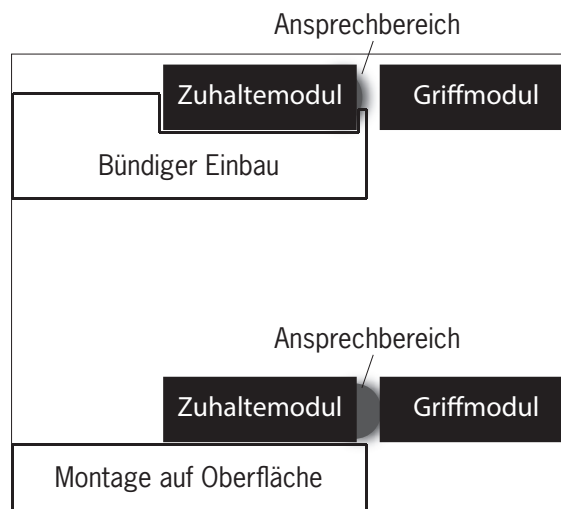 Ansprechbereich
Zuhaltemodul Griffmodul
Bündiger Einbau
Ansprechbereich
Zuhaltemodul Griffmodul
Montage auf Oberfläche